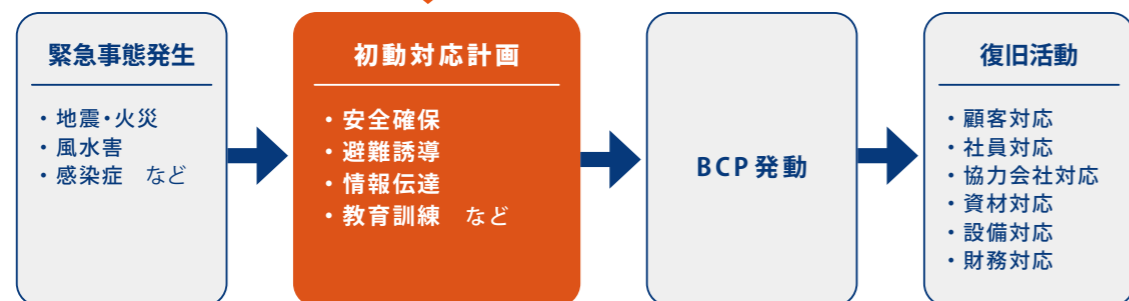 緊急事態発生
・地震・火災
・風水害
・感染症 など
初動対応計画
・安全確保
・避難誘導
・情報伝達
・教育訓練 など
BCP発動
復旧活動
・顧客対応
・社員対応
・協力会社対応
・資材対応
・設備対応
・財務対応